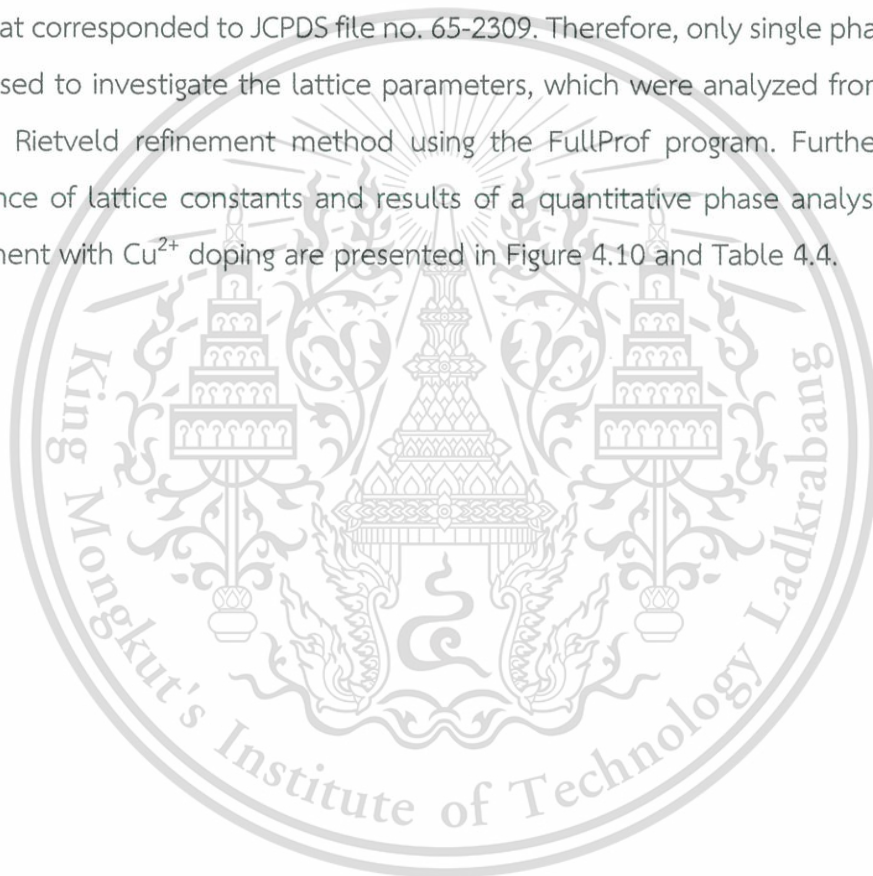 at corresponded to JCPDS file no. 65-2309. Therefore, only single pha
sed to investigate the lattice parameters, which were analyzed fror
Rietveld refinement method using the FullProf program. Furthe
nce of lattice constants and results of a quantitative phase analys
nent with Cu²⁺ doping are presented in Figure 4.10 and Table 4.4.
King Mongkut's Institute of Technology Ladkrabang